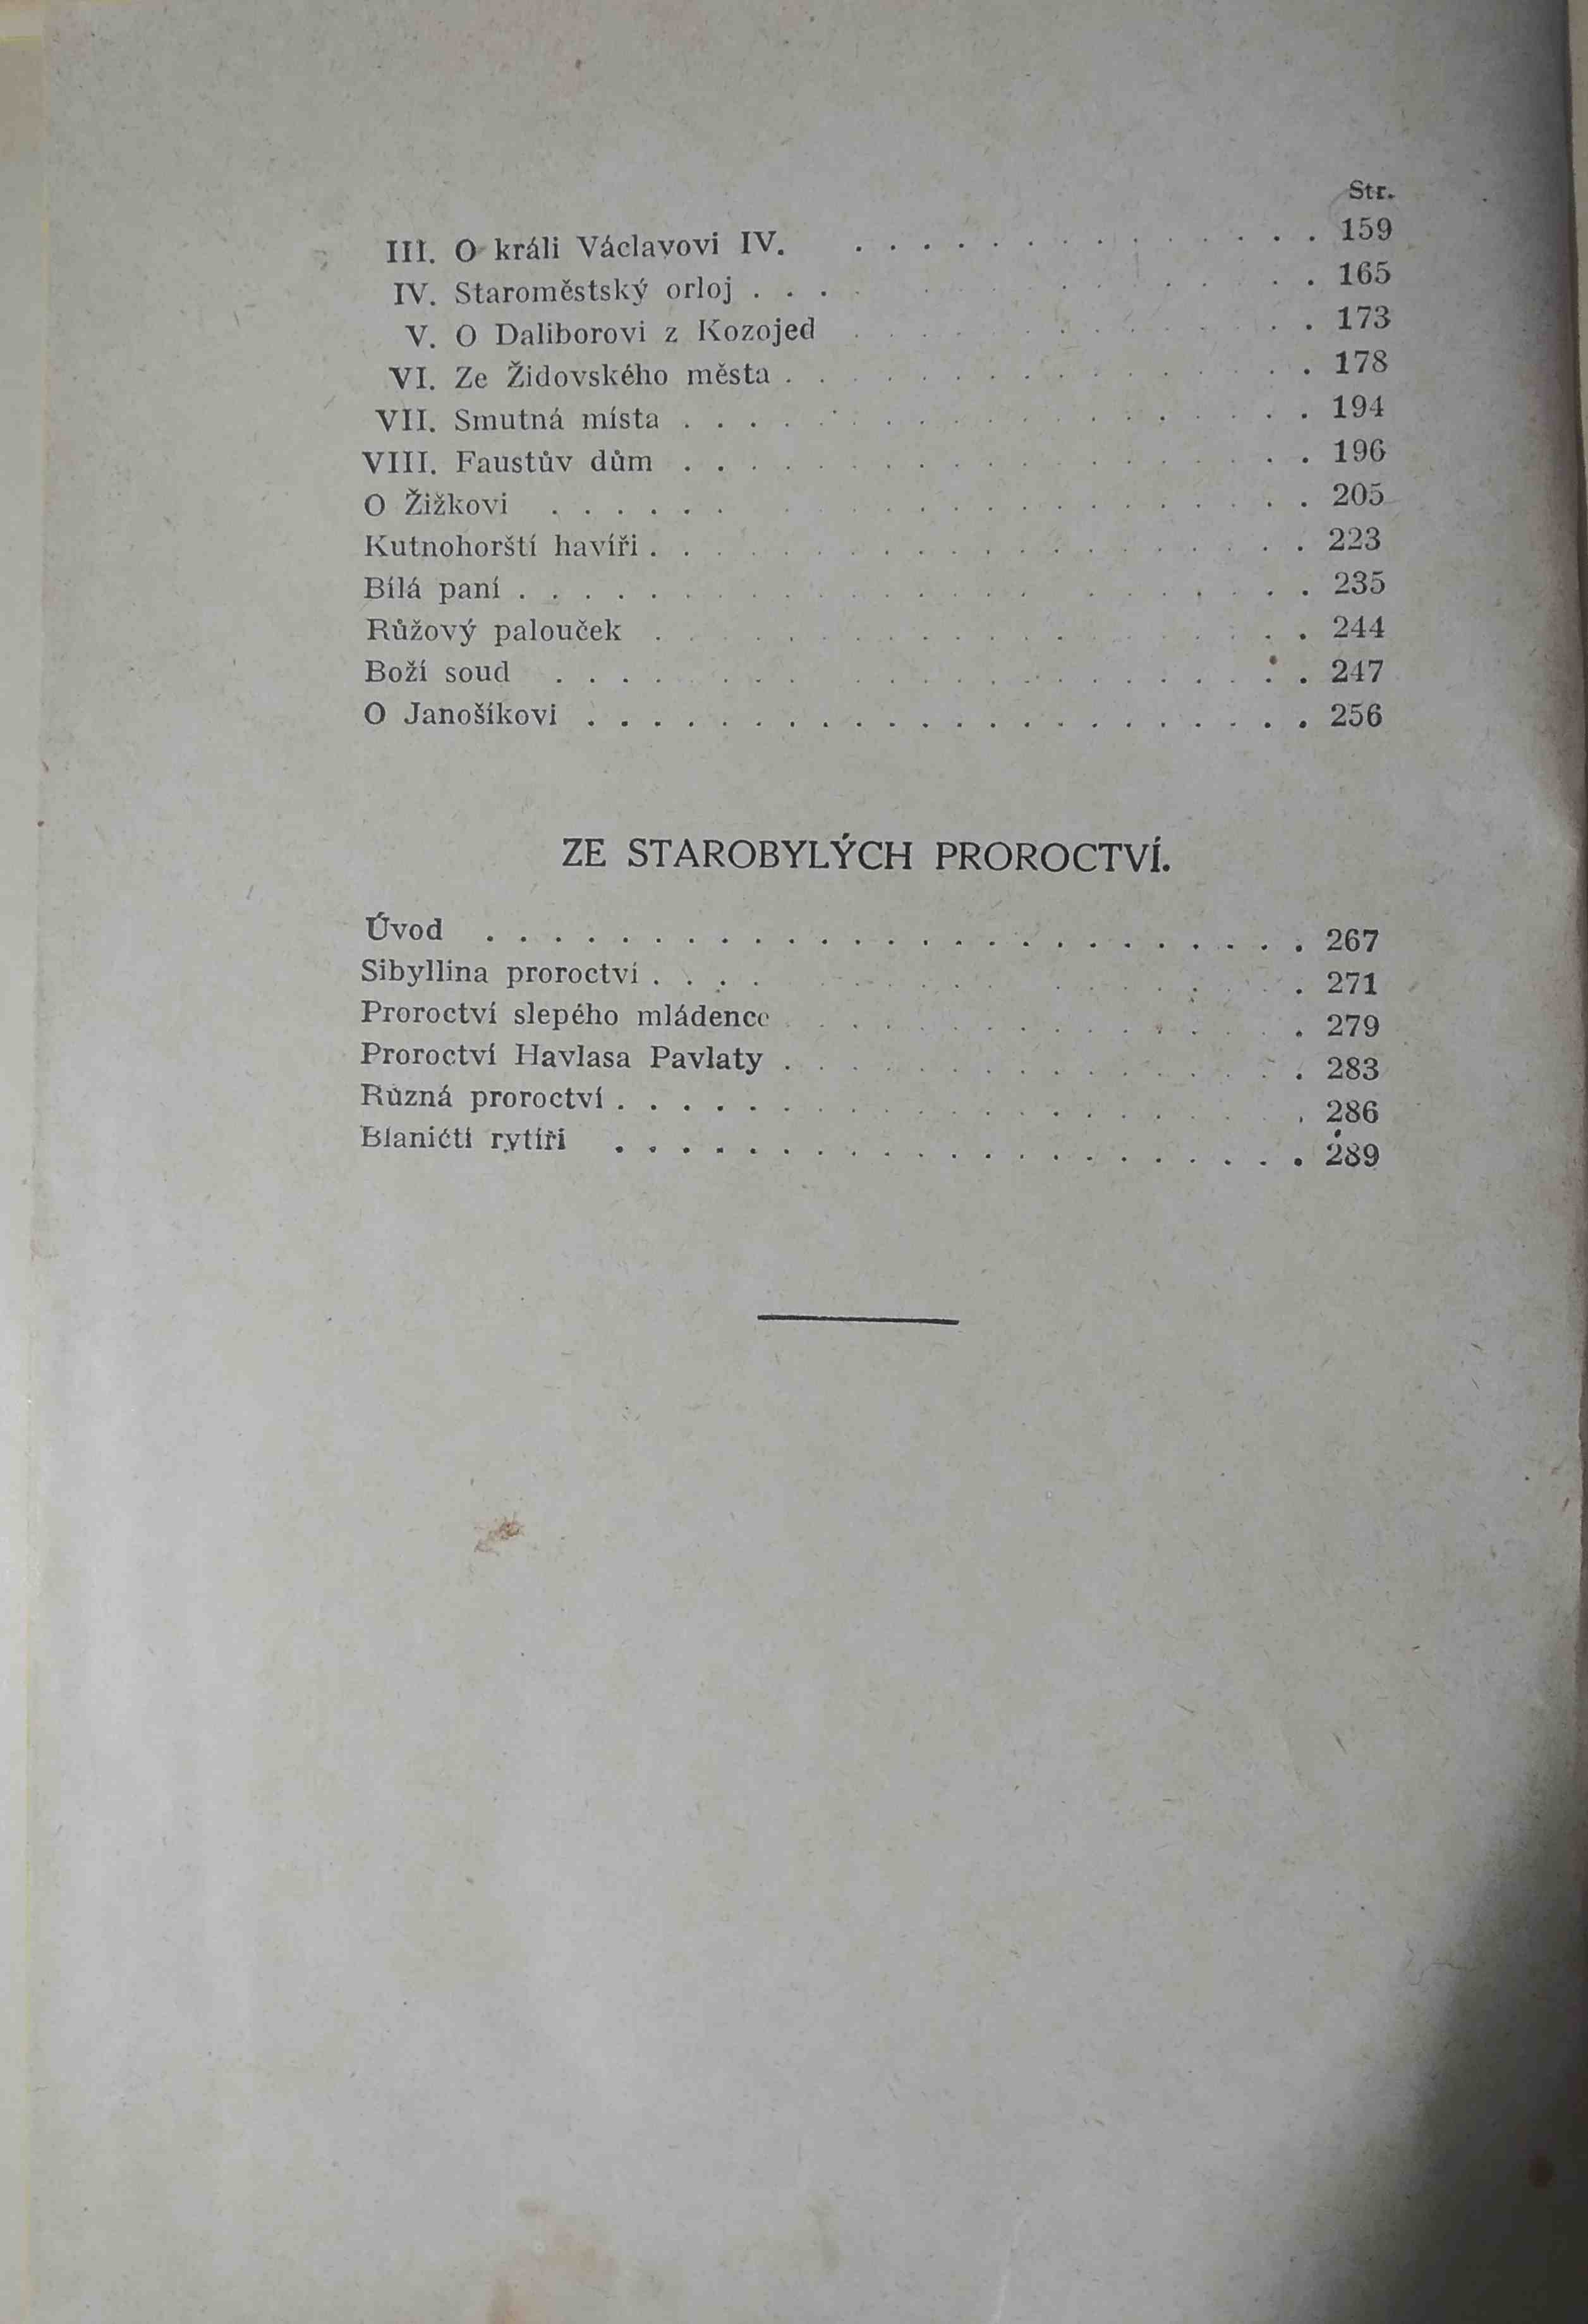 Str.
III. O králi Václavovi IV. . . . . . . . . . . . . . . 159
IV. Staroměstský orloj . . . . . . . . . . . . . . . 165
V. O Daliborovi z Kozojed . . . . . . . . . . . . . . 173
VI. Ze Židovského města . . . . . . . . . . . . . . . . 178
VII. Smutná místa . . . . . . . . . . . . . . . . . . . 194
VIII. Faustův dům . . . . . . . . . . . . . . . . . . . 196
O Žižkovi . . . . . . . . . . . . . . . . . . . . . . 205
Kutnohorští havíři . . . . . . . . . . . . . . . . . . . . 223
Bílá paní . . . . . . . . . . . . . . . . . . . . . . . 235
Růžový palouček . . . . . . . . . . . . . . . . . . . 244
Boží soud . . . . . . . . . . . . . . . . . . . . . . 247
O Janošíkovi . . . . . . . . . . . . . . . . . . . . . . 256
ZE STAROBYLÝCH PROROCTVÍ.
Úvod . . . . . . . . . . . . . . . . . . . . . . . . . 267
Sibyllina proroctví . . . . . . . . . . . . . . . . . . 271
Proroctví slepého mládence . . . . . . . . . . . . . . . 279
Proroctví Havlasa Pavlaty . . . . . . . . . . . . . . . . 283
Různá proroctví . . . . . . . . . . . . . . . . . . . . . 286
Blaničtí rytíři . . . . . . . . . . . . . . . . . . . . . 289